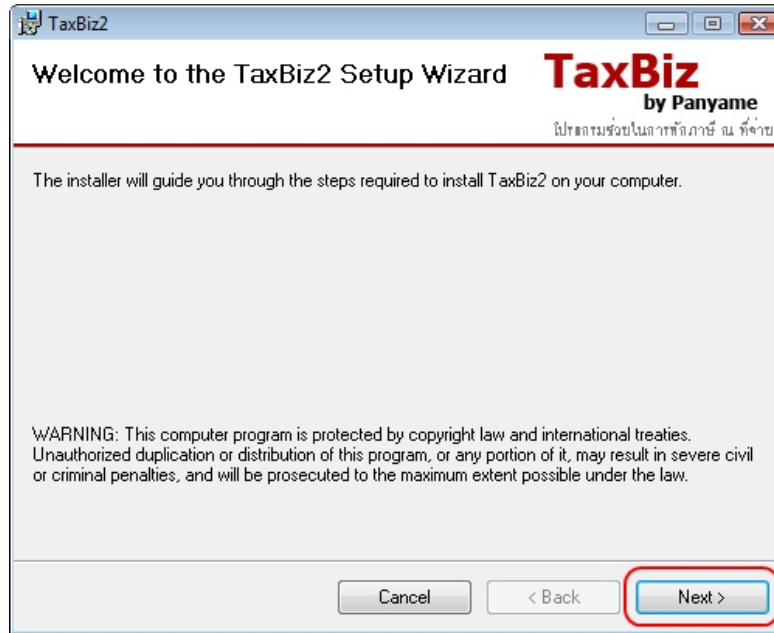 TaxBiz2
Welcome to the TaxBiz2 Setup Wizard
TaxBiz
by Panyame
โปรแกรมช่วยในการหักภาษี ณ ที่จ่าย
The installer will guide you through the steps required to install TaxBiz2 on your computer.
WARNING: This computer program is protected by copyright law and international treaties.
Unauthorized duplication or distribution of this program, or any portion of it, may result in severe civil
or criminal penalties, and will be prosecuted to the maximum extent possible under the law.
Cancel
< Back
Next >